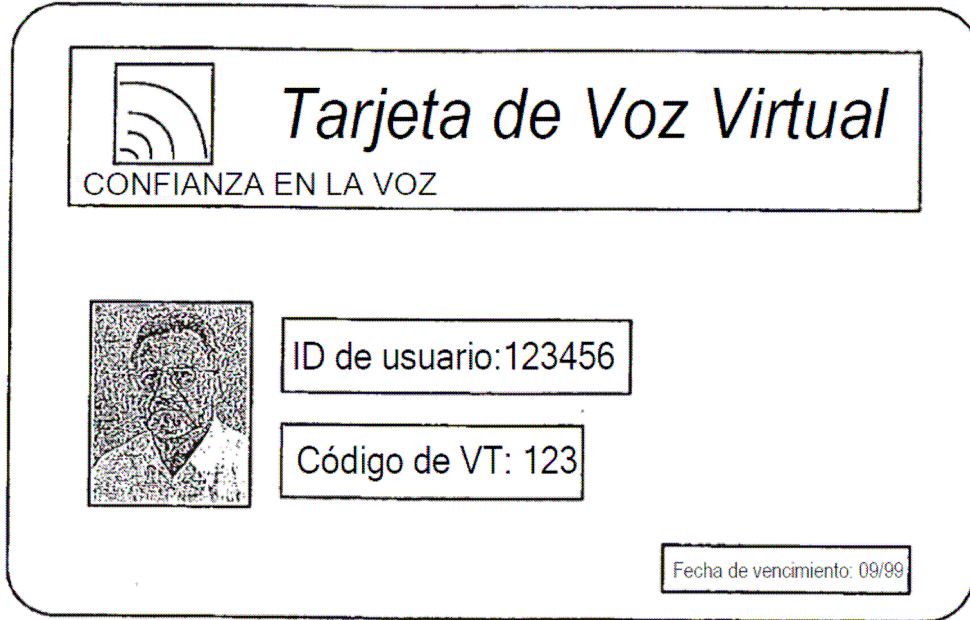 Tarjeta de Voz Virtual
CONFIANZA EN LA VOZ
ID de usuario:123456
Código de VT: 123
Fecha de vencimiento: 09/99